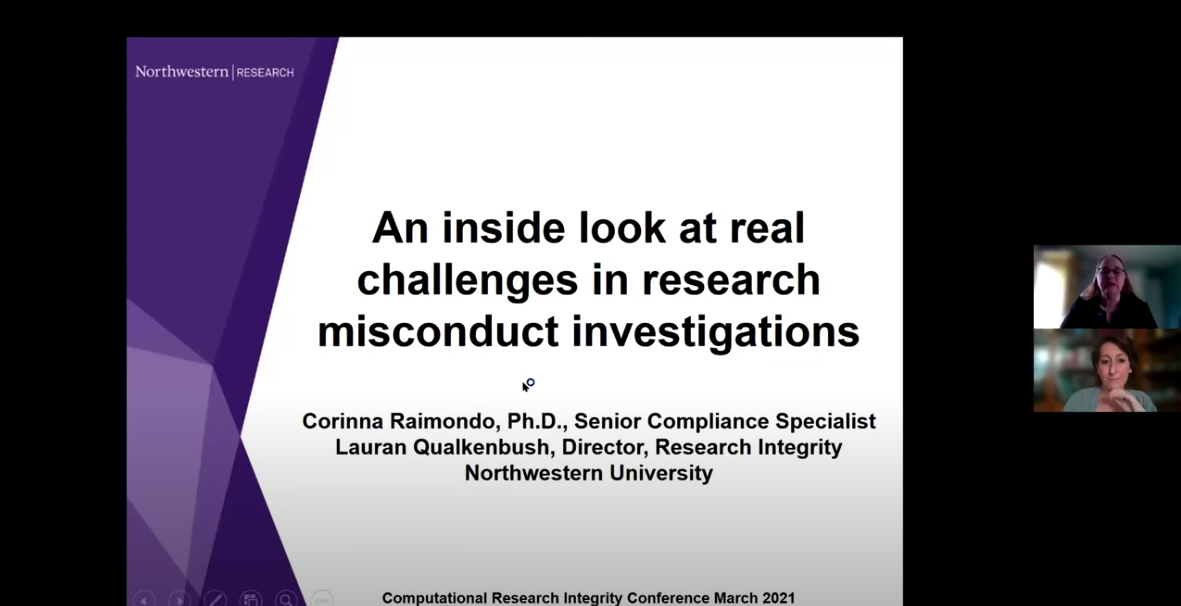 Northwestern | RESEARCH
An inside look at real
challenges in research
misconduct investigations
Corinna Raimondo, Ph.D., Senior Compliance Specialist
Lauran Qualkenbush, Director, Research Integrity
Northwestern University
Computational Research Integrity Conference March 2021